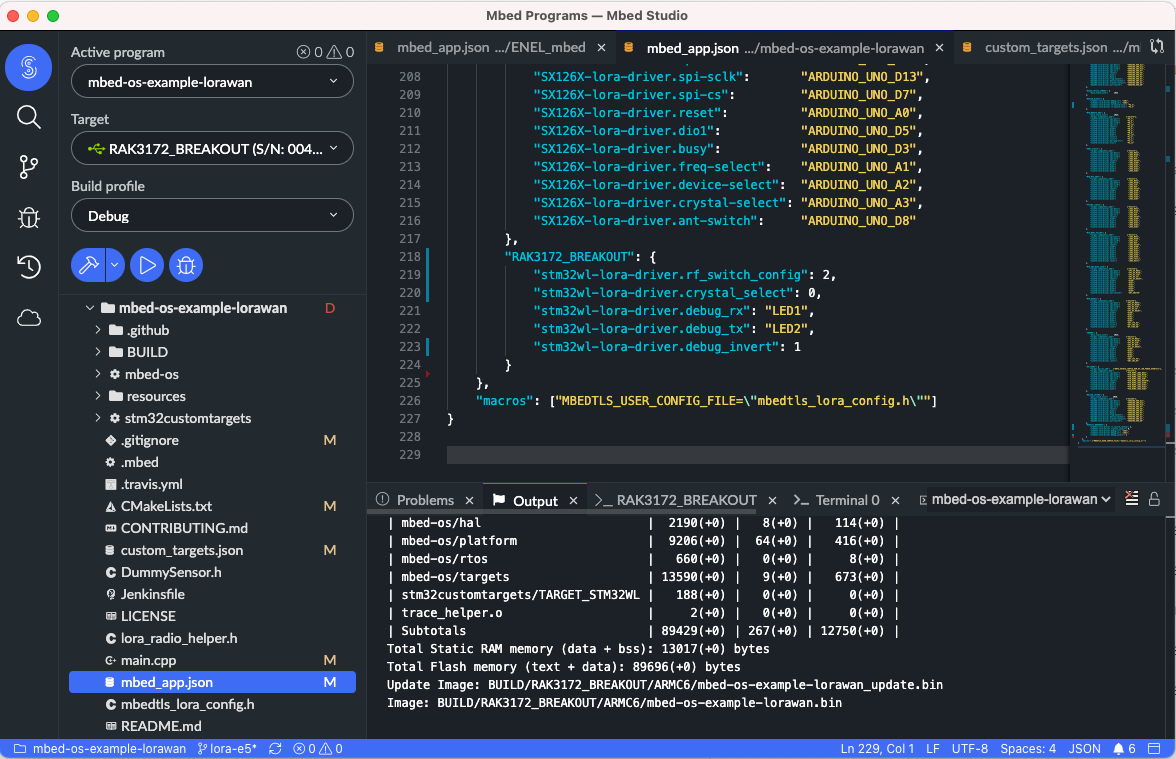 Mbed Programs — Mbed Studio
Active program
0 0
mbed-os-example-lorawan
Target
RAK3172_BREAKOUT (S/N: 004...
Build profile
Debug
mbed-os-example-lorawan D
.github
BUILD
mbed-os
resources
stm32customtargets
.gitignore M
.mbed
.travis.yml
CMakeLists.txt M
CONTRIBUTING.md
custom_targets.json M
DummySensor.h
Jenkinsfile
LICENSE
lora_radio_helper.h
main.cpp M
mbed_app.json M
mbedtls_lora_config.h
README.md
mbed_app.json .../ENEL_mbed ×
mbed_app.json .../mbed-os-example-lorawan ×
custom_targets.json .../m
208 "SX126X-lora-driver.spi-sclk": "ARDUINO_UNO_D13",
209 "SX126X-lora-driver.spi-cs": "ARDUINO_UNO_D7",
210 "SX126X-lora-driver.reset": "ARDUINO_UNO_A0",
211 "SX126X-lora-driver.dio1": "ARDUINO_UNO_D5",
212 "SX126X-lora-driver.busy": "ARDUINO_UNO_D3",
213 "SX126X-lora-driver.freq-select": "ARDUINO_UNO_A1",
214 "SX126X-lora-driver.device-select": "ARDUINO_UNO_A2",
215 "SX126X-lora-driver.crystal-select": "ARDUINO_UNO_A3",
216 "SX126X-lora-driver.ant-switch": "ARDUINO_UNO_D8"
217 },
218 "RAK3172_BREAKOUT": {
219 "stm32wl-lora-driver.rf_switch_config": 2,
220 "stm32wl-lora-driver.crystal_select": 0,
221 "stm32wl-lora-driver.debug_rx": "LED1",
222 "stm32wl-lora-driver.debug_tx": "LED2",
223 "stm32wl-lora-driver.debug_invert": 1
224 }
225 },
226 "macros": ["MBEDTLS_USER_CONFIG_FILE=\"mbedtls_lora_config.h\""]
227 }
228
229
Problems ×
Output ×
>_ RAK3172_BREAKOUT ×
>_ Terminal 0 ×
mbed-os-example-lorawan
| mbed-os/hal | 2190(+0) | 8(+0) | 114(+0) |
| mbed-os/platform | 9206(+0) | 64(+0) | 416(+0) |
| mbed-os/rtos | 660(+0) | 0(+0) | 8(+0) |
| mbed-os/targets | 13590(+0) | 9(+0) | 673(+0) |
| stm32customtargets/TARGET_STM32WL | 188(+0) | 0(+0) | 0(+0) |
| trace_helper.o | 2(+0) | 0(+0) | 0(+0) |
| Subtotals | 89429(+0) | 267(+0) | 12750(+0) |
Total Static RAM memory (data + bss): 13017(+0) bytes
Total Flash memory (text + data): 89696(+0) bytes
Update Image: BUILD/RAK3172_BREAKOUT/ARMC6/mbed-os-example-lorawan_update.bin
Image: BUILD/RAK3172_BREAKOUT/ARMC6/mbed-os-example-lorawan.bin
mbed-os-example-lorawan lora-e5* 0 0 Ln 229, Col 1 LF UTF-8 Spaces: 4 JSON 6